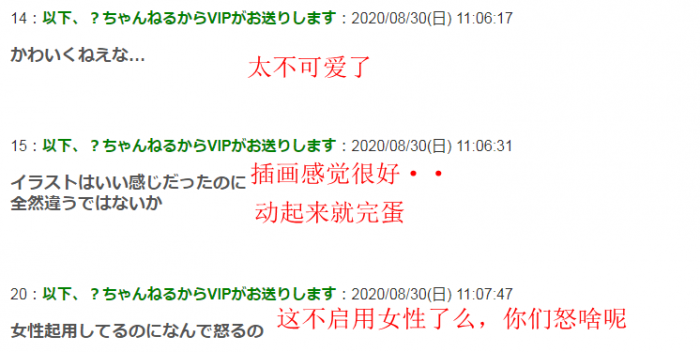 14：以下、？ちゃんねるからVIPがお送りします：2020/08/30(日) 11:06:17
かわいくねえな…
太不可爱了
15：以下、？ちゃんねるからVIPがお送りします：2020/08/30(日) 11:06:31
イラストはいい感じだったのに
插画感觉很好・・
全然違うではないか
动起来就完蛋
20：以下、？ちゃんねるからVIPがお送りします：2020/08/30(日) 11:07:47
女性起用してるのになんで怒るの
这不启用女性了么，你们怒啥呢